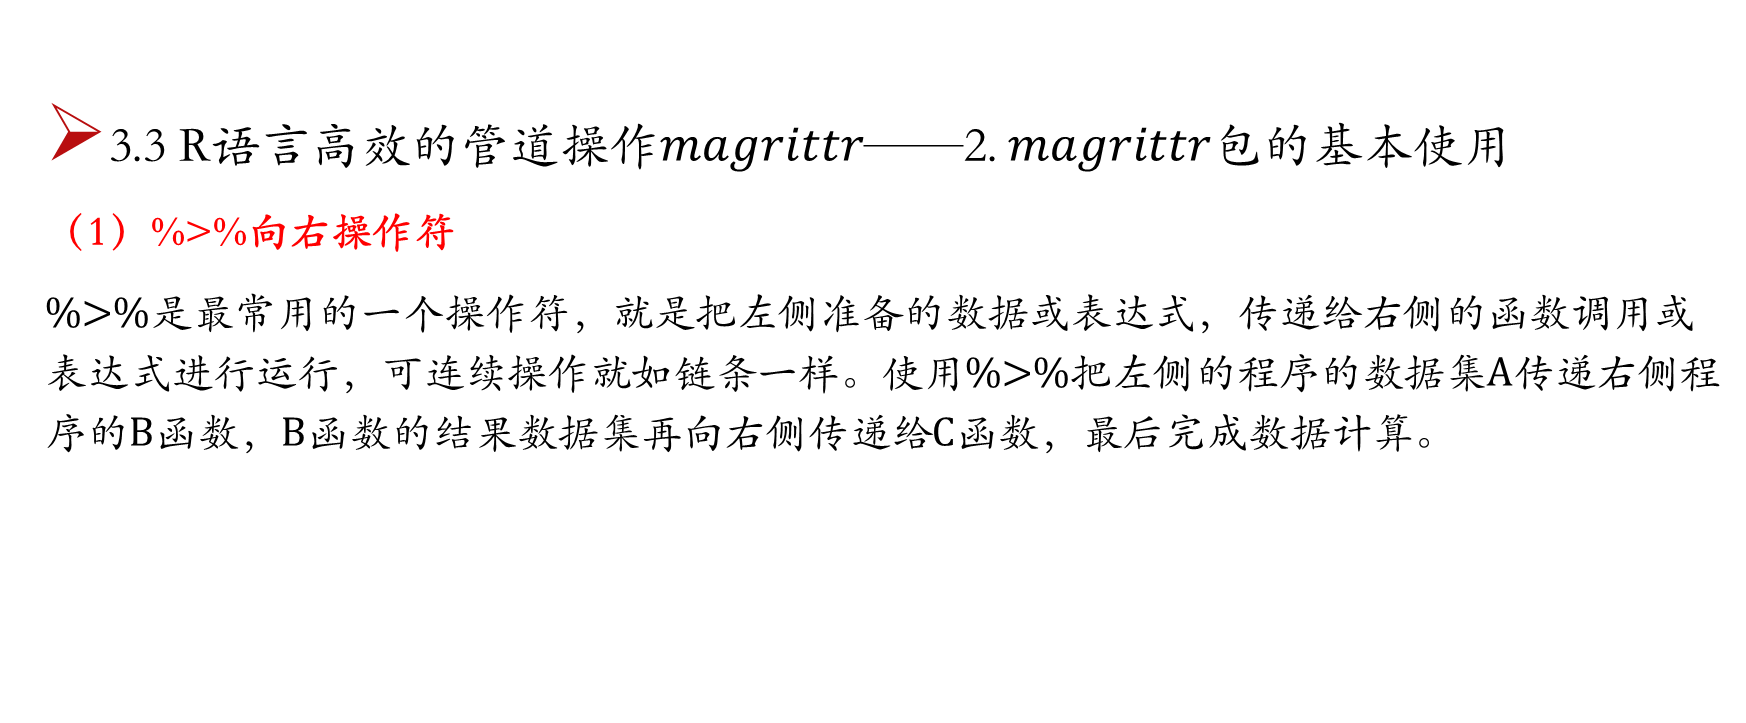 3.3 R语言高效的管道操作magrittr——2. magrittr包的基本使用
（1）%>%向右操作符
%>%是最常用的一个操作符，就是把左侧准备的数据或表达式，传递给右侧的函数调用或
表达式进行运行，可连续操作就如链条一样。使用%>%把左侧的程序的数据集A传递右侧程
序的B函数，B函数的结果数据集再向右侧传递给C函数，最后完成数据计算。